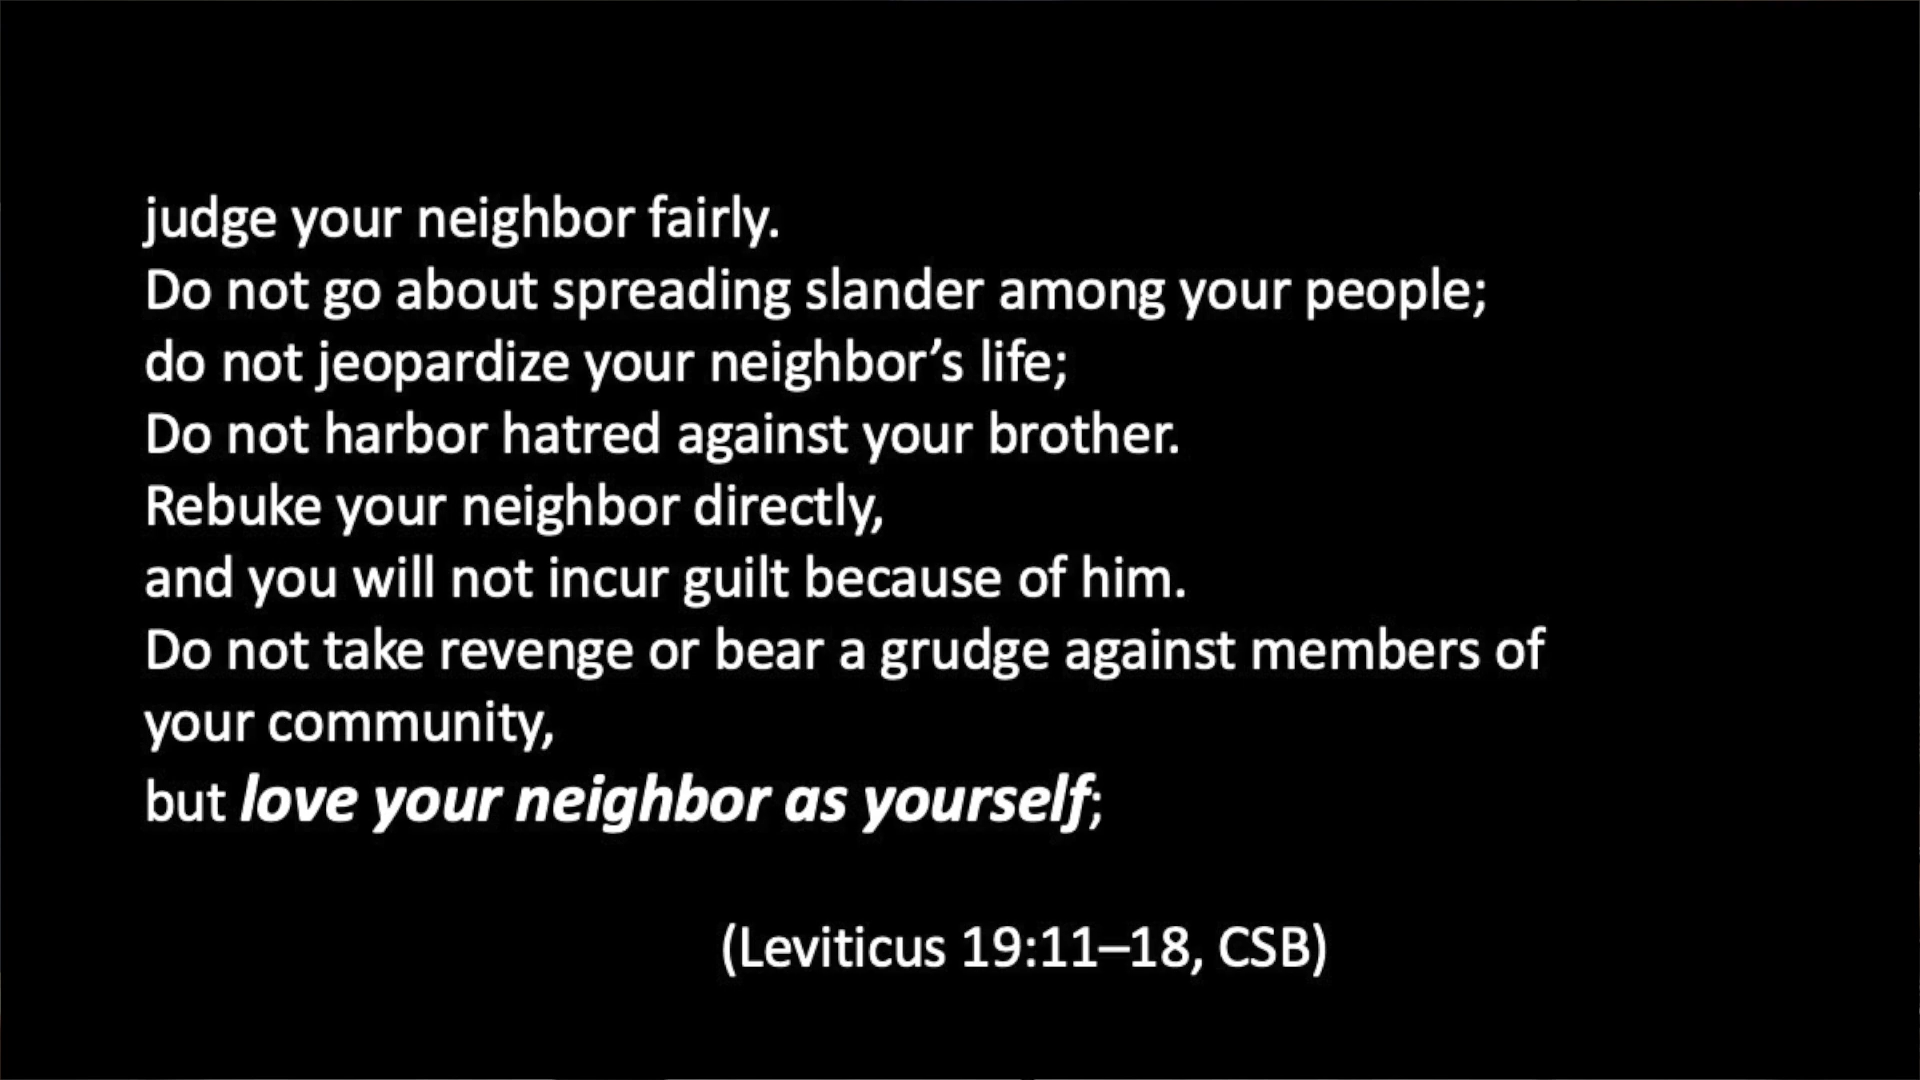 judge your neighbor fairly.
Do not go about spreading slander among your people;
do not jeopardize your neighbor’s life;
Do not harbor hatred against your brother.
Rebuke your neighbor directly,
and you will not incur guilt because of him.
Do not take revenge or bear a grudge against members of
your community,
but love your neighbor as yourself;
(Leviticus 19:11–18, CSB)